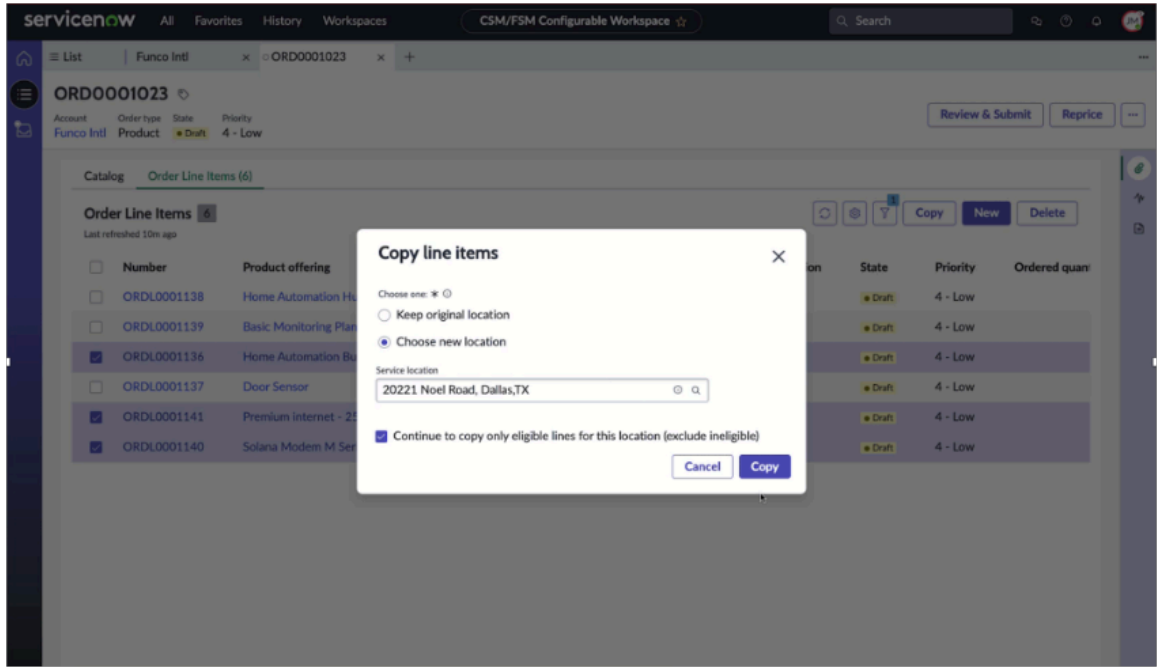 servicenow All Favorites History Workspaces CSM/FSM Configurable Workspace Search JM
List Funco Intl ORD0001023
ORD0001023
Account Order type State Priority
Funco Intl Product Draft 4 - Low
Review & Submit Reprice
Catalog Order Line Items (6)
Order Line Items 6
Last refreshed 10m ago
1
Copy New Delete
Number Product offering on State Priority Ordered quant
ORDL0001138 Home Automation Hu Draft 4 - Low
ORDL0001139 Basic Monitoring Plan Draft 4 - Low
ORDL0001136 Home Automation Bu Draft 4 - Low
ORDL0001137 Door Sensor Draft 4 - Low
ORDL0001141 Premium internet - 25 Draft 4 - Low
ORDL0001140 Solana Modem M Ser Draft 4 - Low
Copy line items
Choose one: *
Keep original location
Choose new location
Service location
20221 Noel Road, Dallas,TX
Continue to copy only eligible lines for this location (exclude ineligible)
Cancel Copy